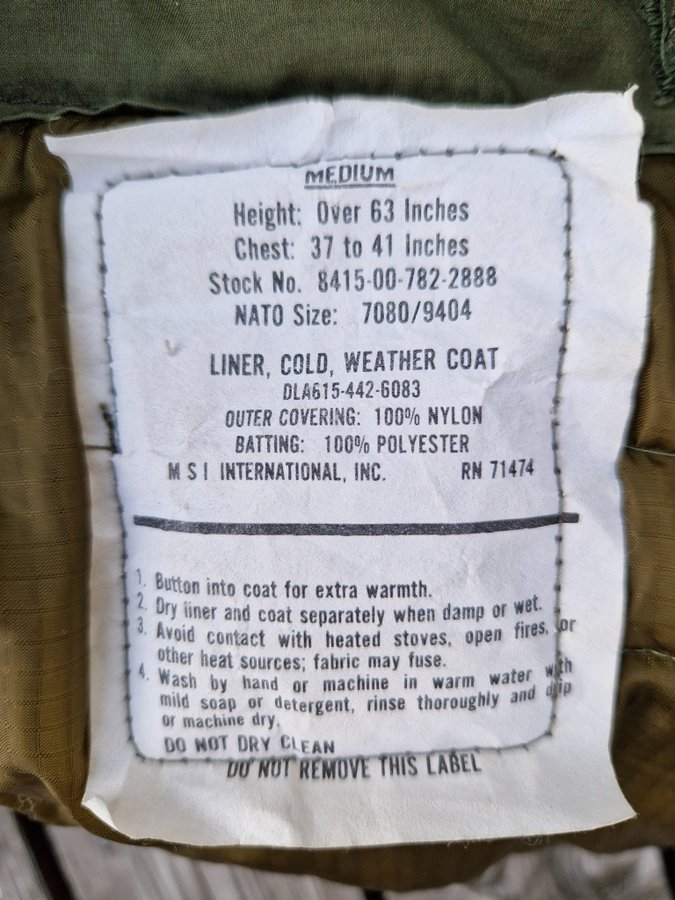 MEDIUM
Height: Over 63 Inches
Chest: 37 to 41 Inches
Stock No. 8415-00-782-2888
NATO Size: 7080/9404
LINER, COLD, WEATHER COAT
DLA615-442-6083
OUTER COVERING: 100% NYLON
BATTING: 100% POLYESTER
M S I INTERNATIONAL, INC. RN 71474
1. Button into coat for extra warmth.
2. Dry liner and coat separately when damp or wet.
3. Avoid contact with heated stoves, open fires, or
other heat sources; fabric may fuse.
4. Wash by hand or machine in warm water with
mild soap or detergent, rinse thoroughly and drip
or machine dry.
DO NOT DRY CLEAN
DO NOT REMOVE THIS LABEL